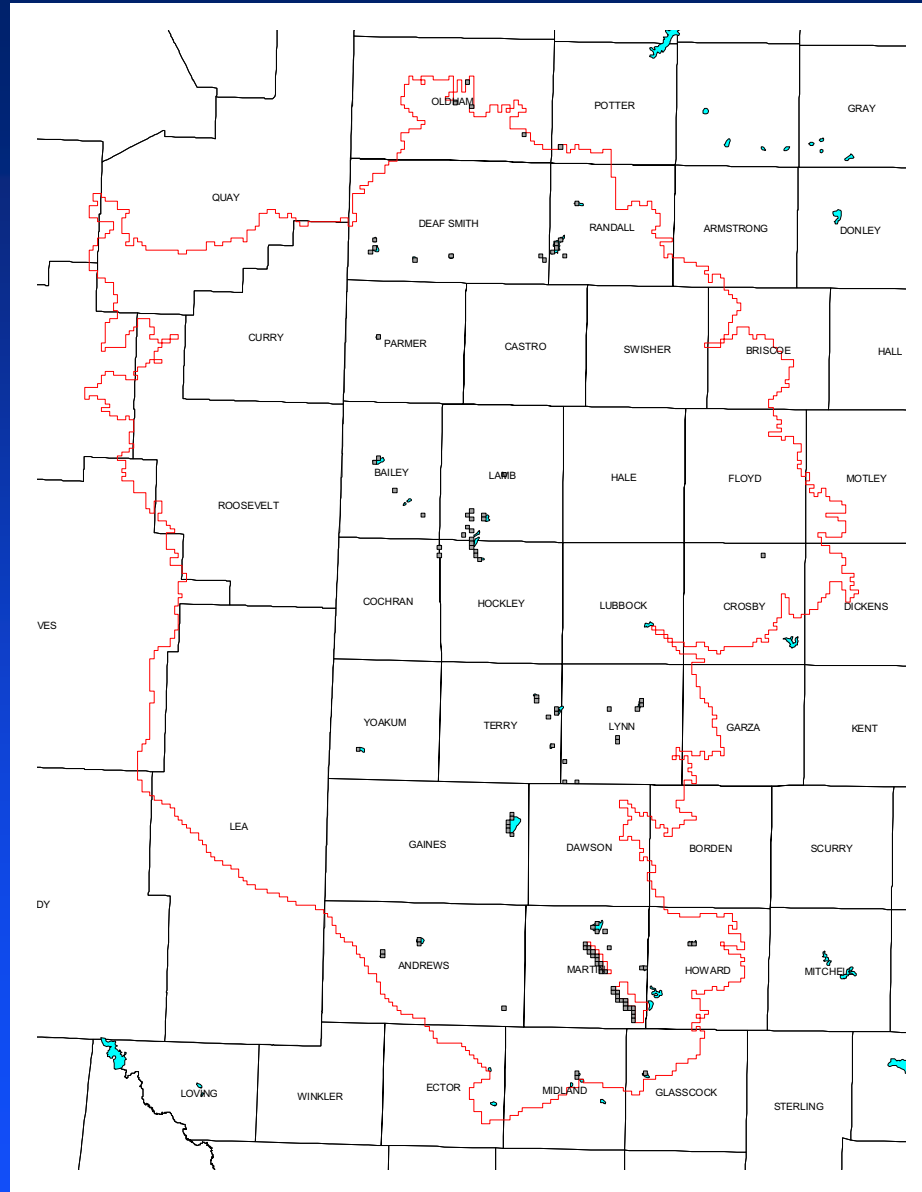 OLDHAM
POTTER
GRAY
QUAY
DEAF SMITH
RANDALL
ARMSTRONG
DONLEY
CURRY
PARMER
CASTRO
SWISHER
BRISCOE
HALL
ROOSEVELT
BAILEY
LAMB
HALE
FLOYD
MOTLEY
VES
COCHRAN
HOCKLEY
LUBBOCK
CROSBY
DICKENS
YOAKUM
TERRY
LYNN
GARZA
KENT
LEA
GAINES
DAWSON
BORDEN
SCURRY
DY
ANDREWS
MARTIN
HOWARD
MITCHELL
LOVING
WINKLER
ECTOR
MIDLAND
GLASSCOCK
STERLING